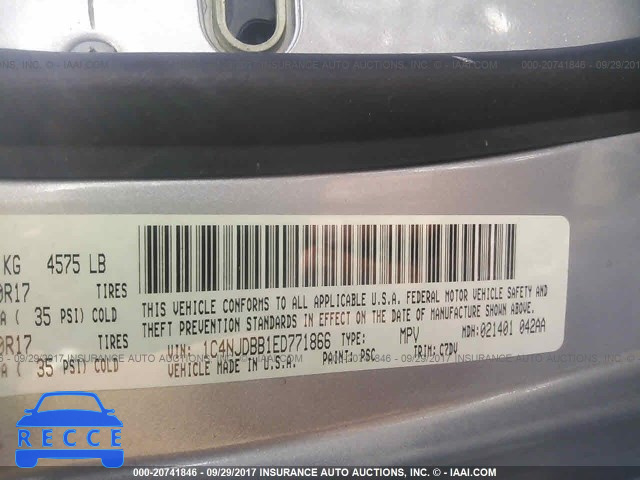 INSURANCE AUTO AUCTIONS, INC. - © - IAAI.COM
000-20741846 - 09/29/2017
KG 4575 LB
0R17 TIRES
A ( 35 PSI) COLD
0R17 TIRES
A ( 35 PSI) COLD
THIS VEHICLE CONFORMS TO ALL APPLICABLE U.S.A. FEDERAL MOTOR VEHICLE SAFETY AND
THEFT PREVENTION STANDARDS IN EFFECT ON THE DATE OF MANUFACTURE SHOWN ABOVE.
VIN: 1C4NJDBB1ED771866 TYPE: MPV MDH:021401 042AA
VEHICLE MADE IN U.S.A. PAINT: PSC TRIM: C7DV
RECCE
000-20741846 - 09/29/2017 INSURANCE AUTO AUCTIONS, INC. - © - IAAI.COM